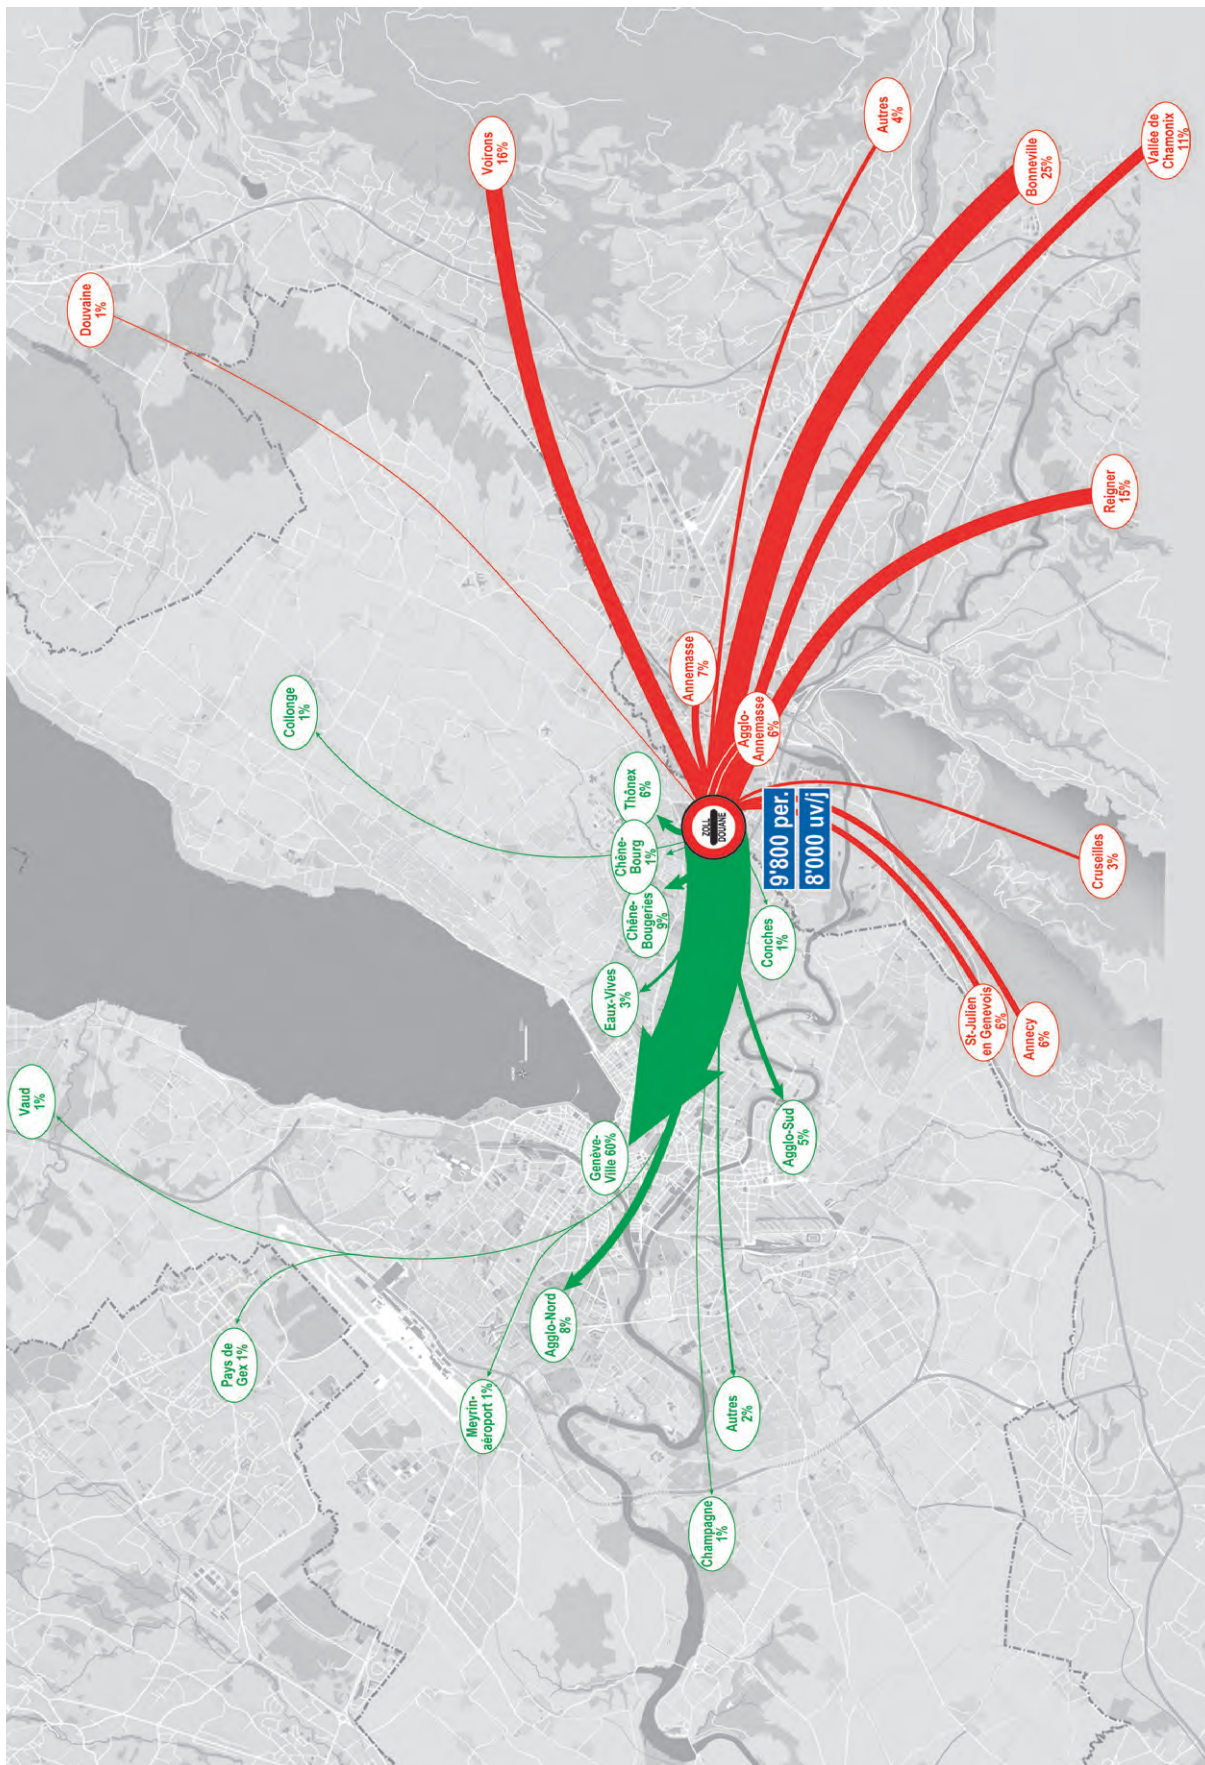 Vaud
1%
Pays de
Gex 1%
Meyrin-
aéroport 1%
Agglo-Nord
8%
Champagne
1%
Autres
2%
Genève-
Ville 60%
Agglo-Sud
5%
Eaux-Vives
3%
Chêne-
Bougeries
9%
Chêne-
Bourg
1%
Thônex
6%
Collonge
1%
Conches
1%
ZOLL
DOUANE
9'800 per.
8'000 uv/j
Douvaine
1%
Voirons
16%
Autres
4%
Bonneville
25%
Vallée de
Chamonix
11%
Reigner
15%
Annemasse
7%
Agglo-
Annemasse
6%
Cruseilles
3%
St-Julien
en Genevois
6%
Annecy
6%